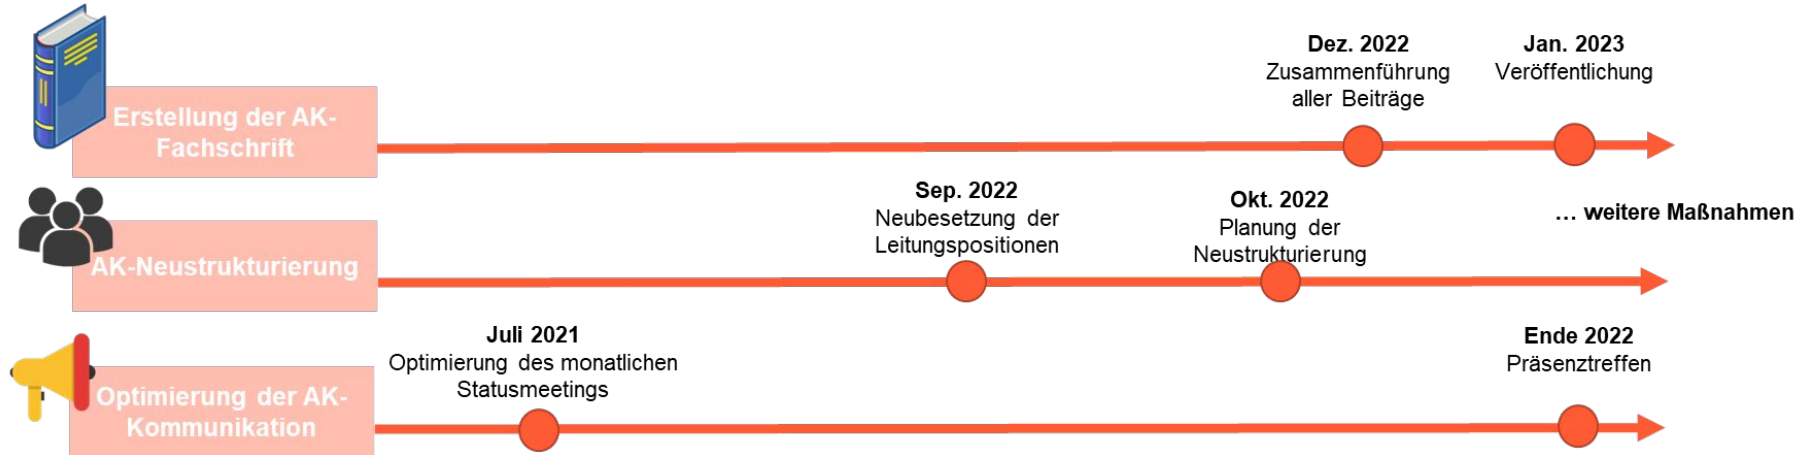 Dez. 2022
Zusammenführung
aller Beiträge
Jan. 2023
Veröffentlichung
Erstellung der AK-
Fachschrift
Sep. 2022
Neubesetzung der
Leitungspositionen
Okt. 2022
Planung der
Neustrukturierung
... weitere Maßnahmen
AK-Neustrukturierung
Juli 2021
Optimierung des monatlichen
Statusmeetings
Ende 2022
Präsenztreffen
Optimierung der AK-
Kommunikation